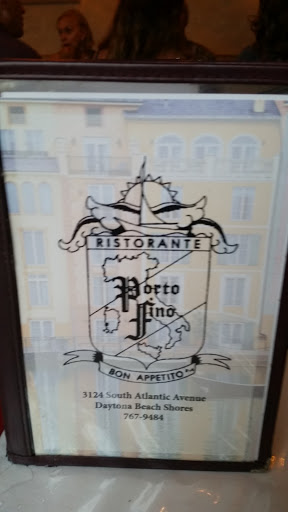 RISTORANTE
Porto
Fino
BON APPETITO
3124 South Atlantic Avenue
Daytona Beach Shores
767-9484